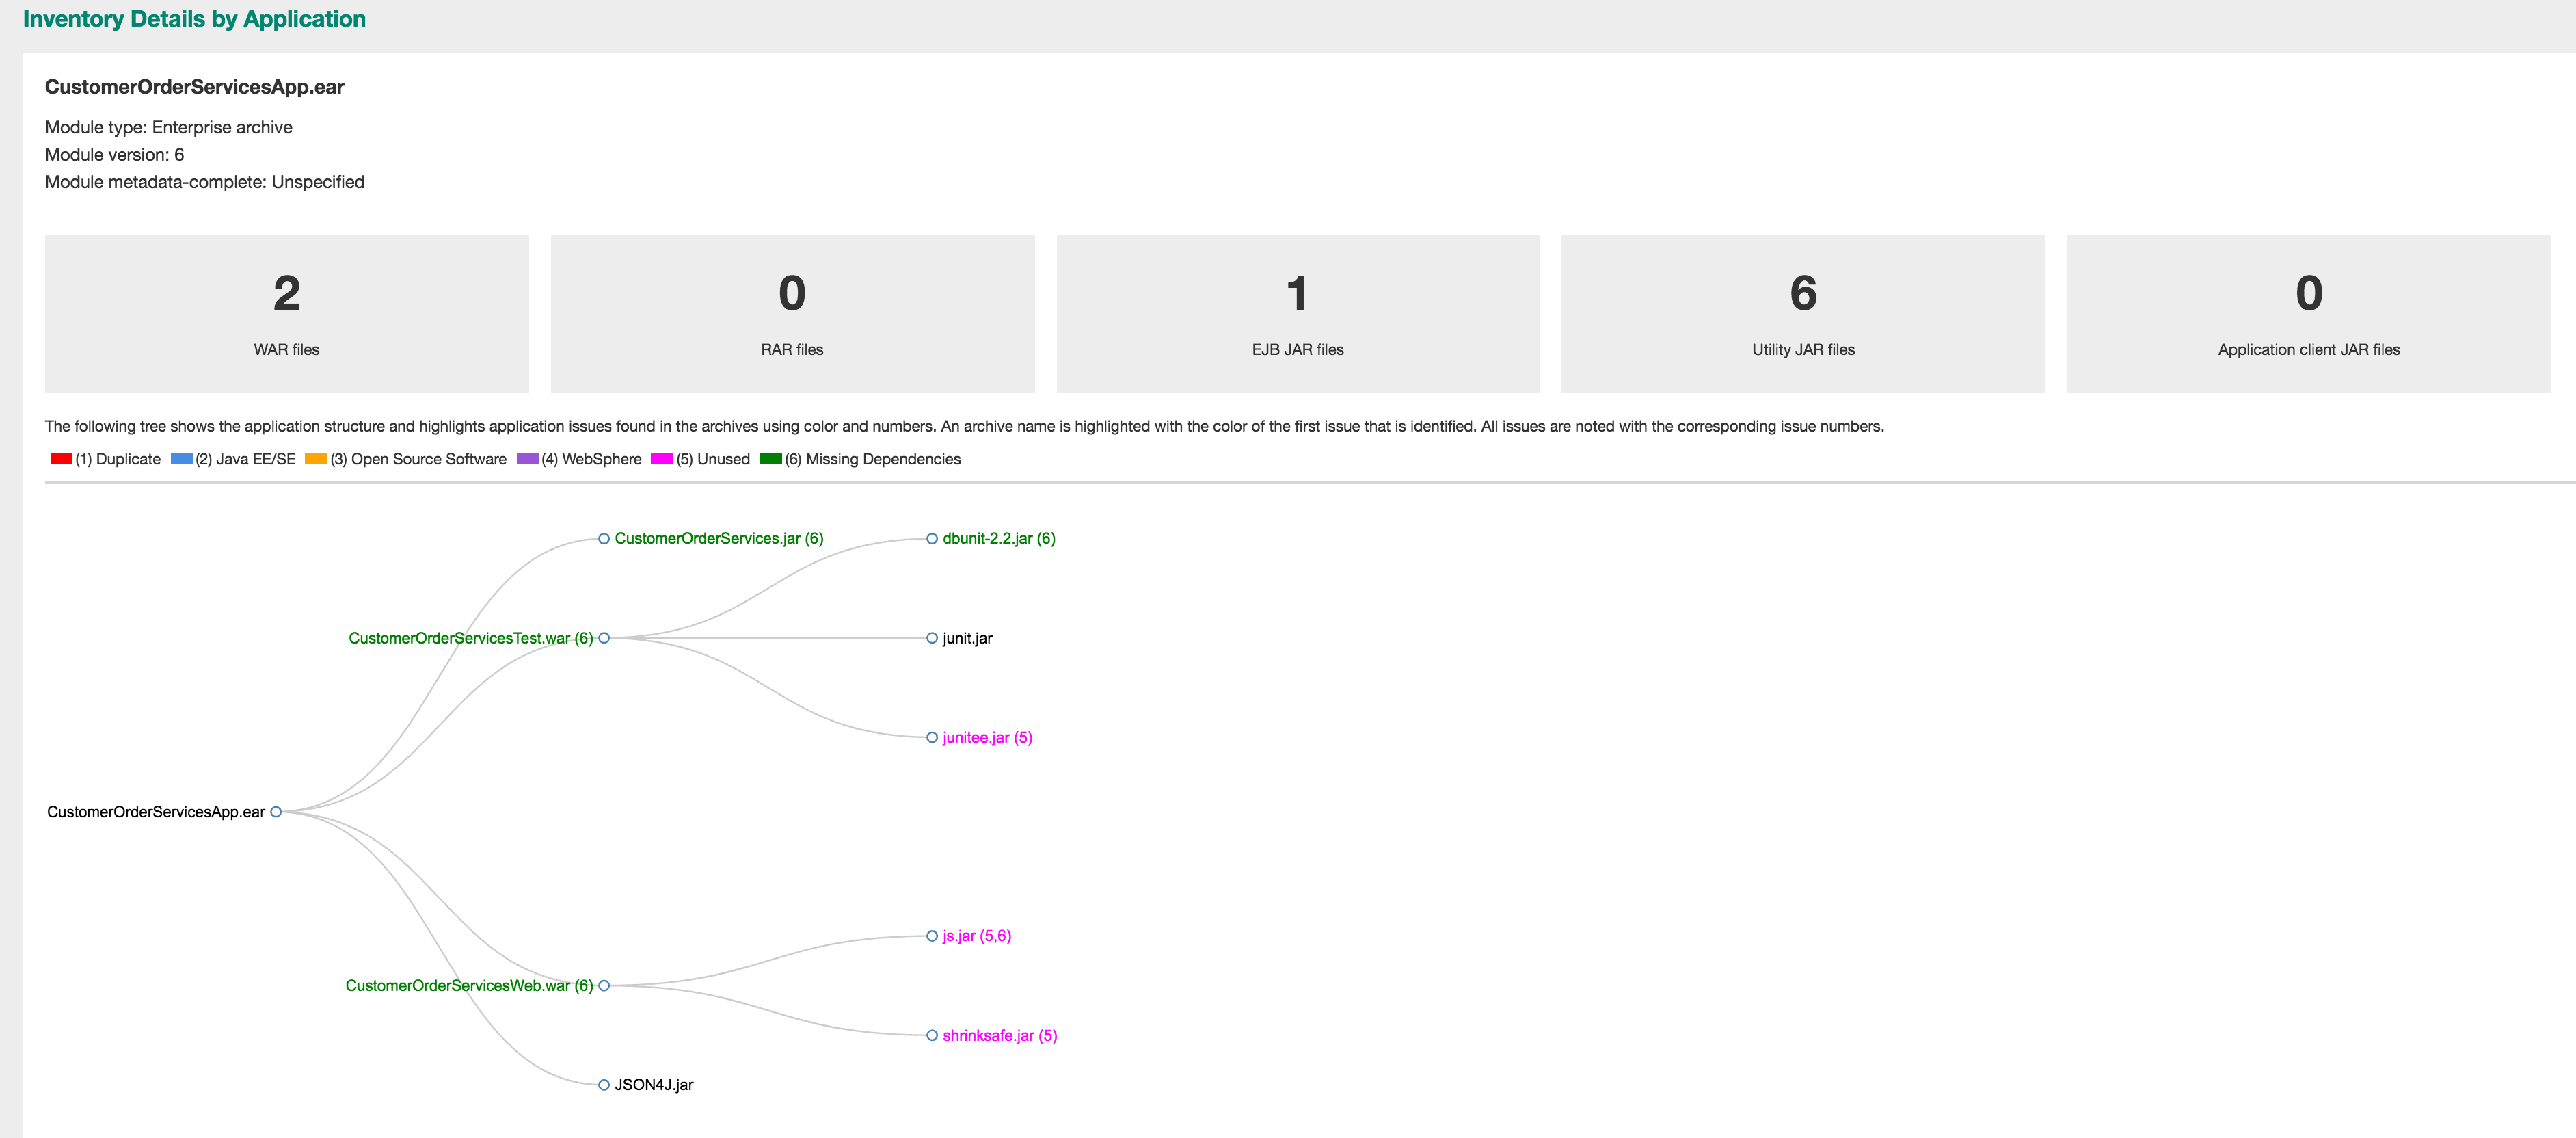 Inventory Details by Application
CustomerOrderServicesApp.ear
Module type: Enterprise archive
Module version: 6
Module metadata-complete: Unspecified
2
WAR files
0
RAR files
1
EJB JAR files
6
Utility JAR files
0
Application client JAR files
The following tree shows the application structure and highlights application issues found in the archives using color and numbers. An archive name is highlighted with the color of the first issue that is identified. All issues are noted with the corresponding issue numbers.
(1) Duplicate (2) Java EE/SE (3) Open Source Software (4) WebSphere (5) Unused (6) Missing Dependencies
CustomerOrderServices.jar (6)
dbunit-2.2.jar (6)
CustomerOrderServicesTest.war (6)
junit.jar
junitee.jar (5)
CustomerOrderServicesApp.ear
js.jar (5,6)
CustomerOrderServicesWeb.war (6)
shrinksafe.jar (5)
JSON4J.jar